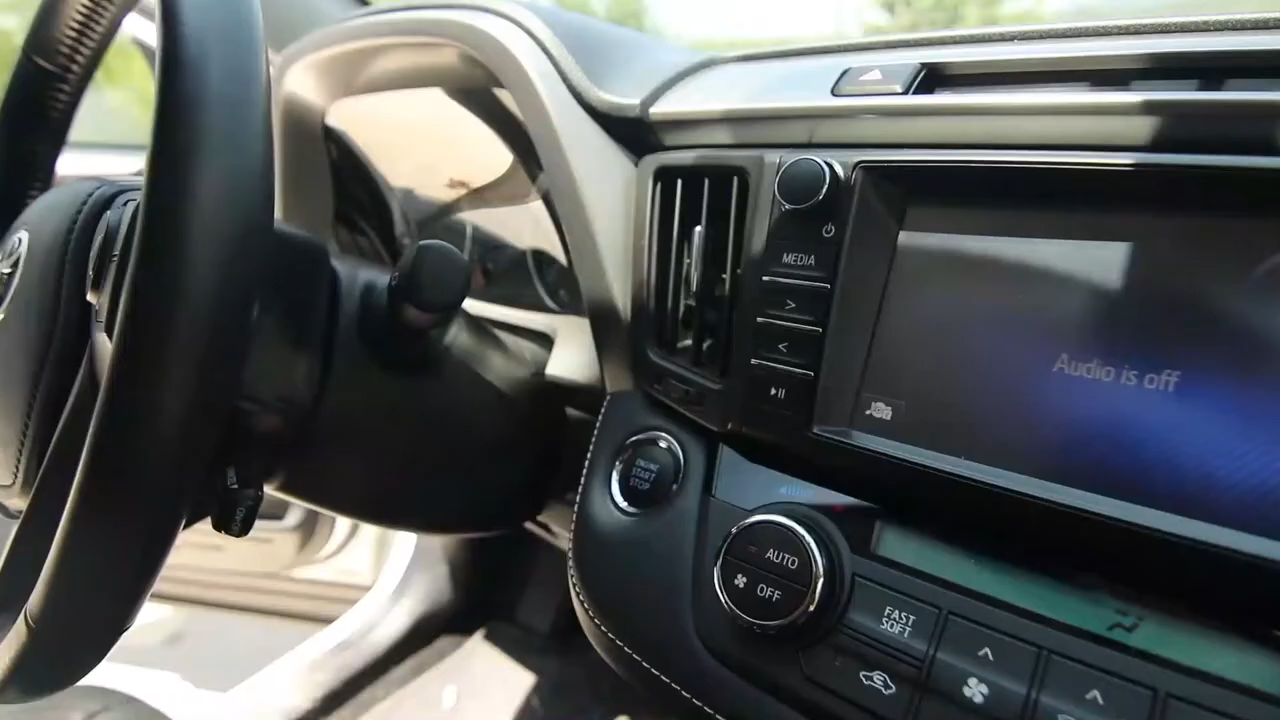 MEDIA
>
<
Audio is off
ENGINE
START
STOP
AUTO
OFF
FAST
SOFT